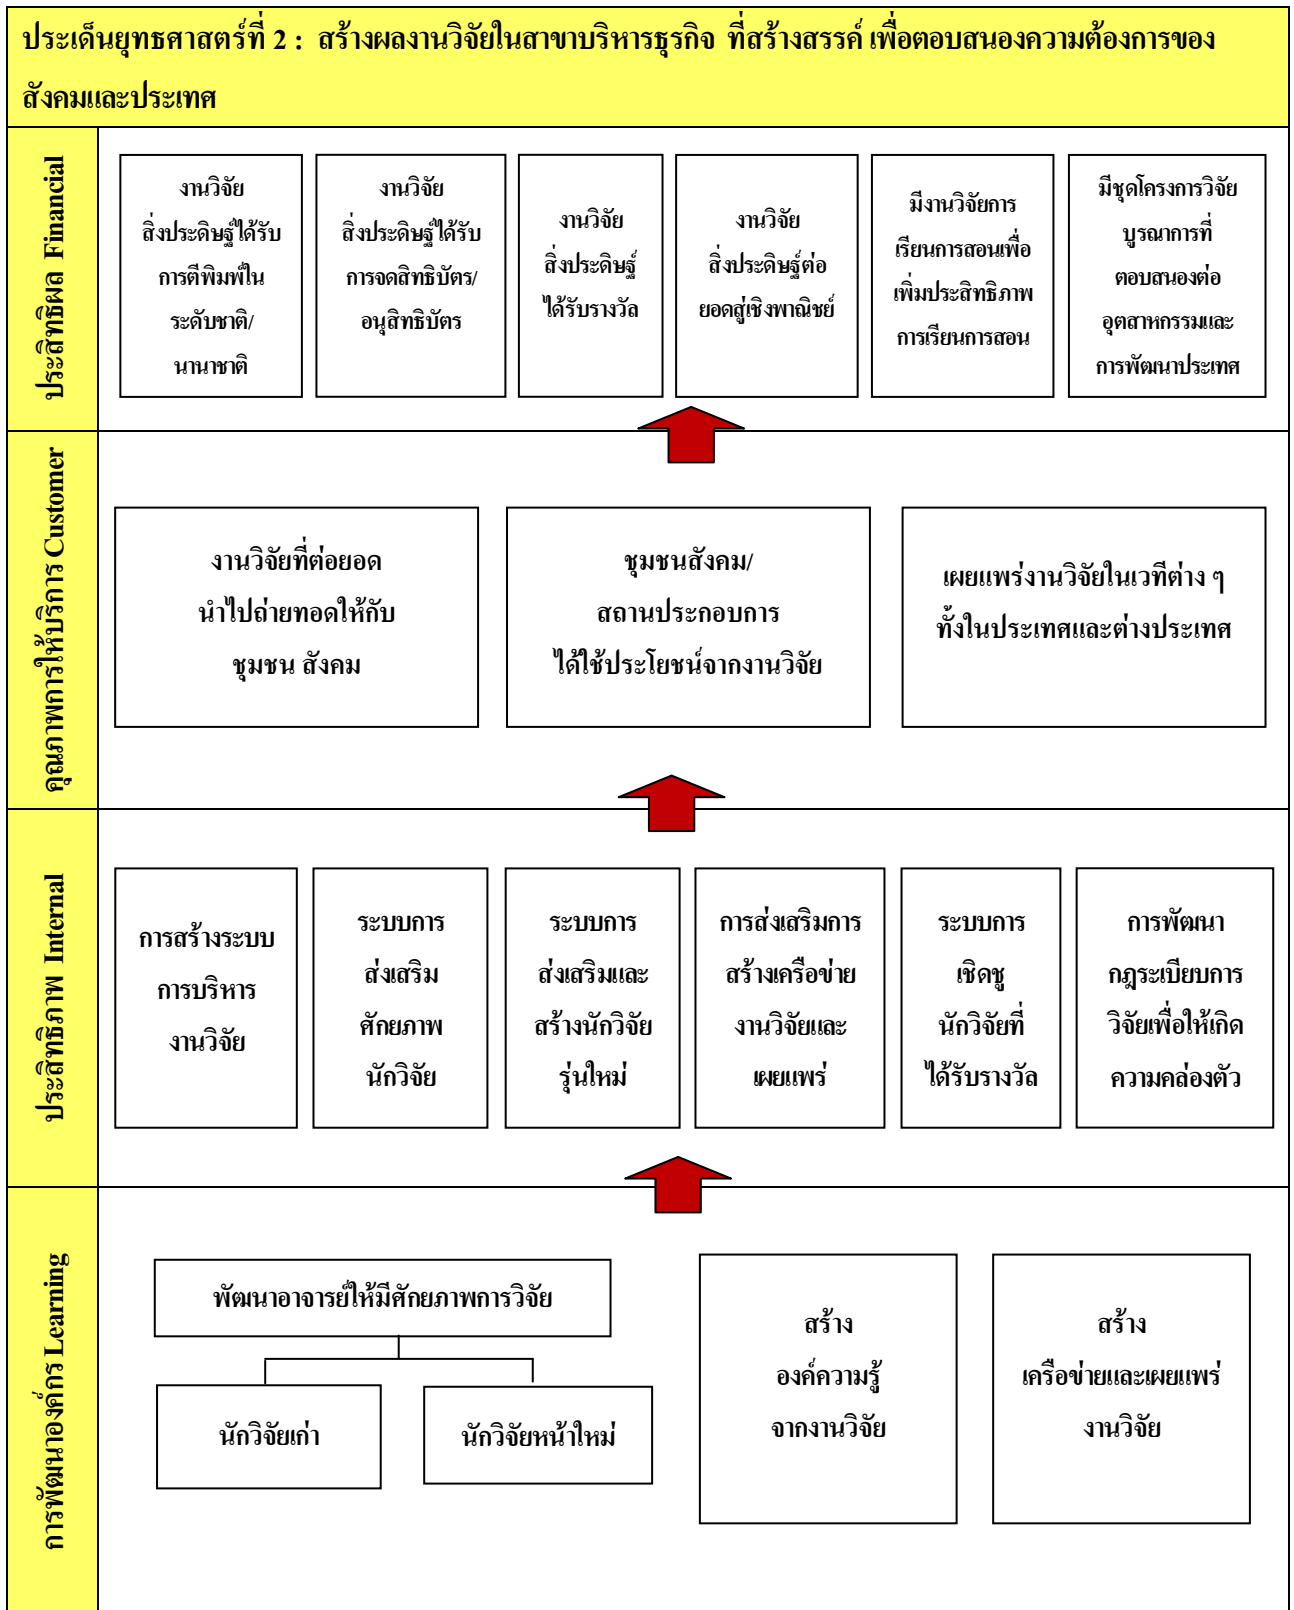 ประเด็นยุทธศาสตร์ที่ 2 : สร้างผลงานวิจัยในสาขาบริหารธุรกิจ ที่สร้างสรรค์ เพื่อตอบสนองความต้องการของ
สังคมและประเทศ
ประสิทธิผล Financial
งานวิจัย
สิ่งประดิษฐ์ได้รับ
การตีพิมพ์ใน
ระดับชาติ/
นานาชาติ
งานวิจัย
สิ่งประดิษฐ์ได้รับ
การจดสิทธิบัตร/
อนุสิทธิบัตร
งานวิจัย
สิ่งประดิษฐ์
ได้รับรางวัล
งานวิจัย
สิ่งประดิษฐ์ต่อ
ยอดสู่เชิงพาณิชย์
มีงานวิจัยการ
เรียนการสอนเพื่อ
เพิ่มประสิทธิภาพ
การเรียนการสอน
มีชุดโครงการวิจัย
บูรณาการที่
ตอบสนองต่อ
อุตสาหกรรมและ
การพัฒนาประเทศ
คุณภาพการให้บริการ Customer
งานวิจัยที่ต่อยอด
นำไปถ่ายทอดให้กับ
ชุมชน สังคม
ชุมชนสังคม/
สถานประกอบการ
ได้ใช้ประโยชน์จากงานวิจัย
เผยแพร่งานวิจัยในเวทีต่าง ๆ
ทั้งในประเทศและต่างประเทศ
ประสิทธิภาพ Internal
การสร้างระบบ
การบริหาร
งานวิจัย
ระบบการ
ส่งเสริม
ศักยภาพ
นักวิจัย
ระบบการ
ส่งเสริมและ
สร้างนักวิจัย
รุ่นใหม่
การส่งเสริมการ
สร้างเครือข่าย
งานวิจัยและ
เผยแพร่
ระบบการ
เชิดชู
นักวิจัยที่
ได้รับรางวัล
การพัฒนา
กฎระเบียบการ
วิจัยเพื่อให้เกิด
ความคล่องตัว
การพัฒนาองค์กร Learning
พัฒนาอาจารย์ให้มีศักยภาพการวิจัย
นักวิจัยเก่า
นักวิจัยหน้าใหม่
สร้าง
องค์ความรู้
จากงานวิจัย
สร้าง
เครือข่ายและเผยแพร่
งานวิจัย